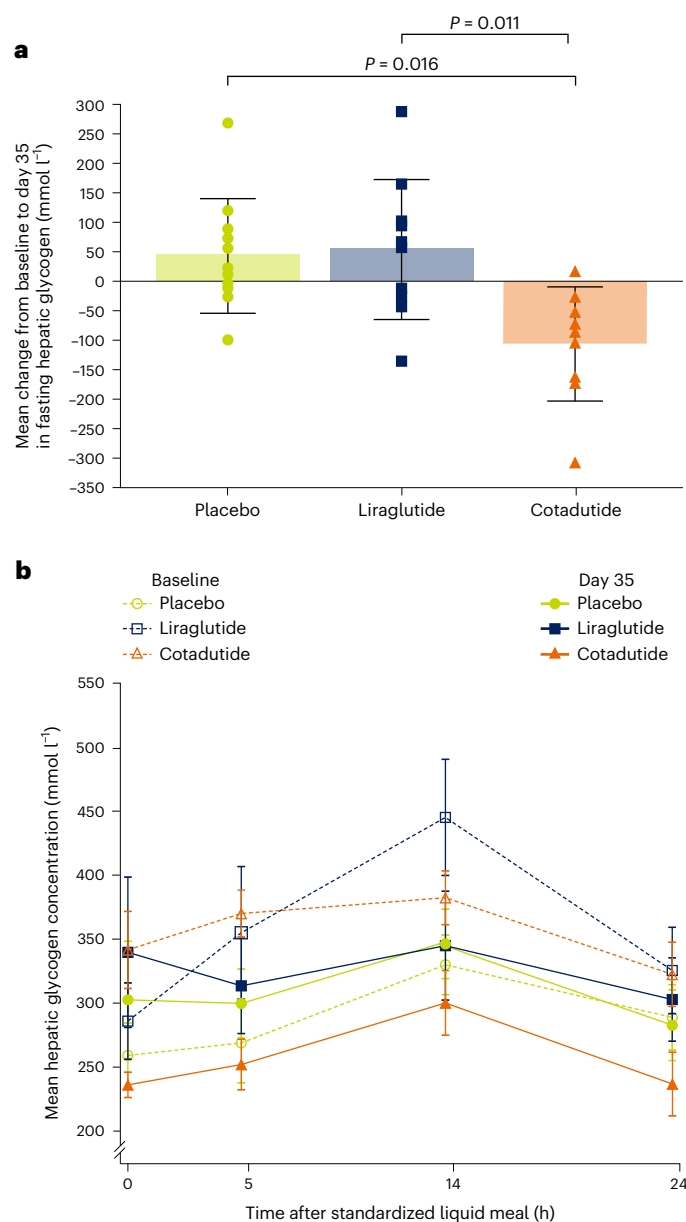 a
P = 0.011
P = 0.016
Mean change from baseline to day 35
in fasting hepatic glycogen (mmol l⁻¹)
300
250
200
150
100
50
0
−50
−100
−150
−200
−250
−300
−350
Placebo
Liraglutide
Cotadutide
b
Baseline
Placebo
Liraglutide
Cotadutide
Day 35
Placebo
Liraglutide
Cotadutide
Mean hepatic glycogen concentration (mmol l⁻¹)
550
500
450
400
350
300
250
200
0
5
14
24
Time after standardized liquid meal (h)